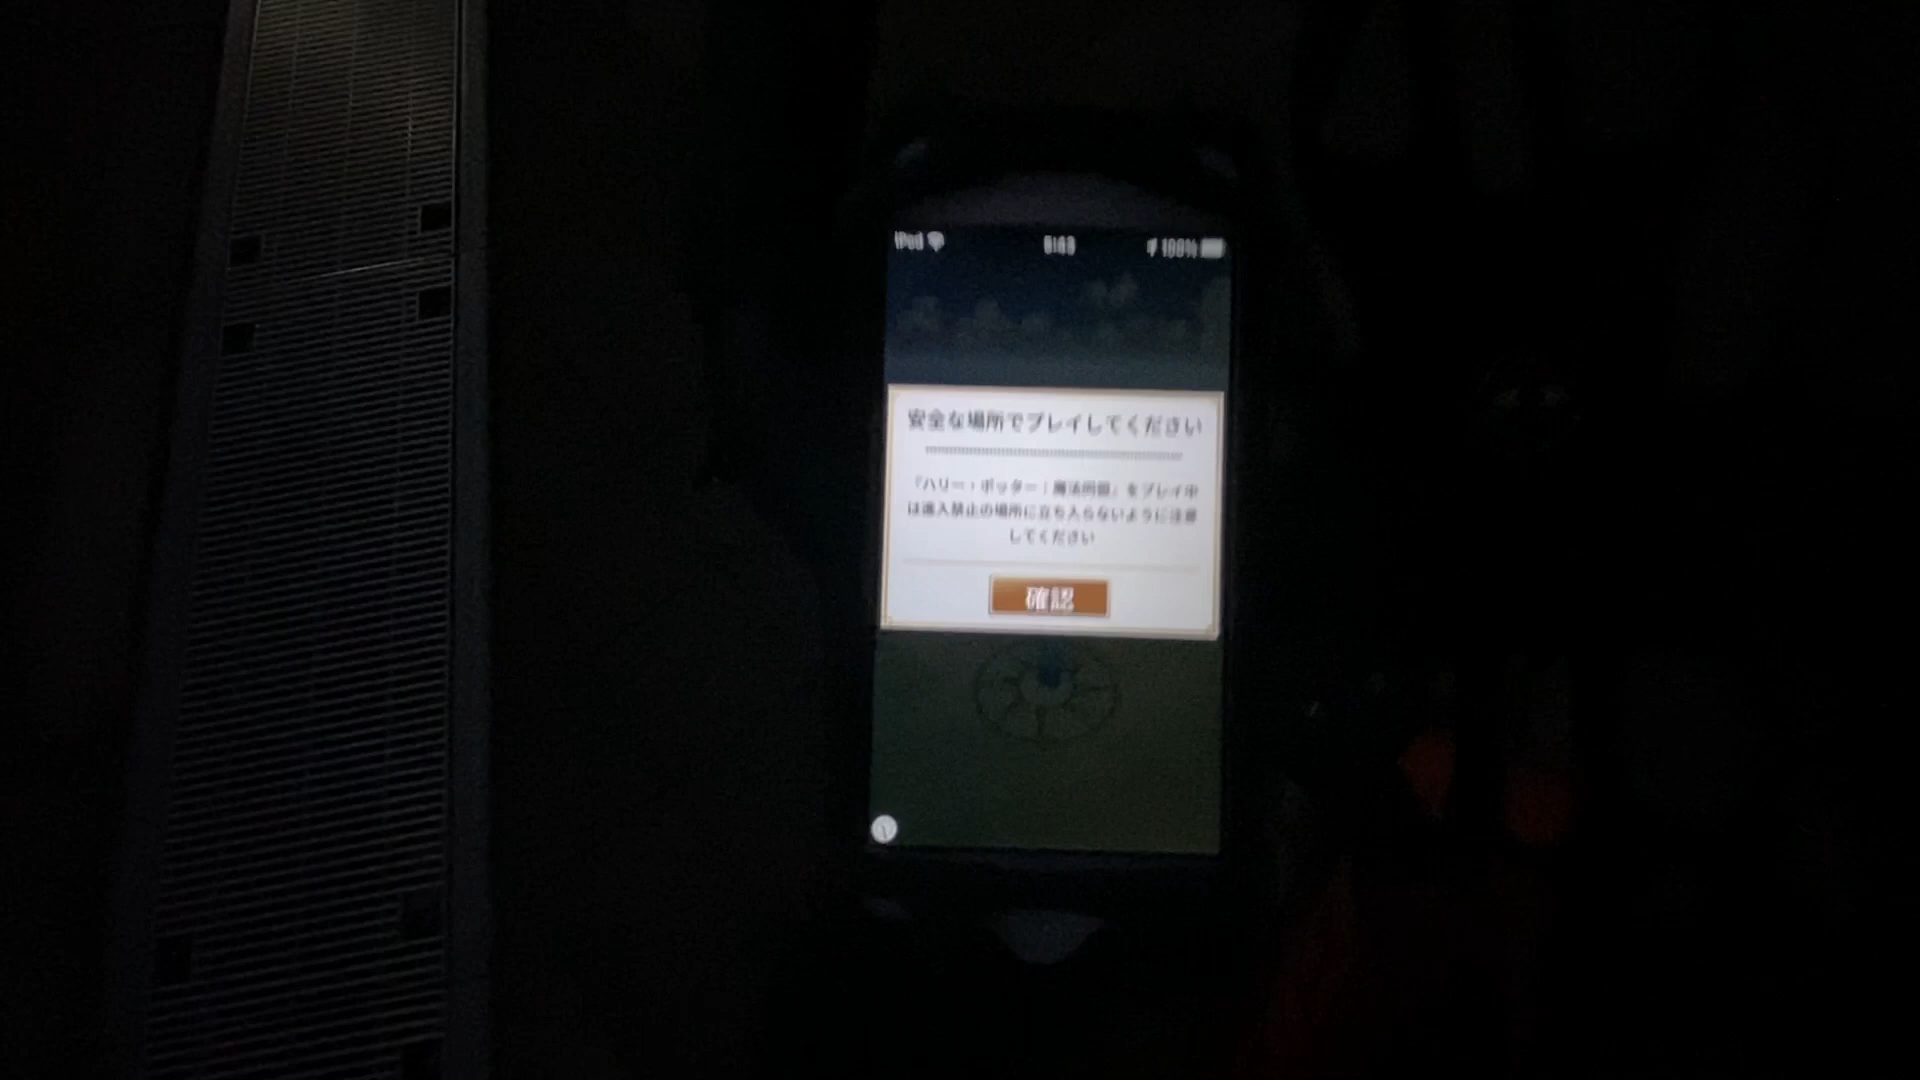 iPod 100%
安全な場所でプレイしてください
『ハリー・ポッター：魔法同盟』をプレイ中
は進入禁止の場所に立ち入らないように注意
してください
確認